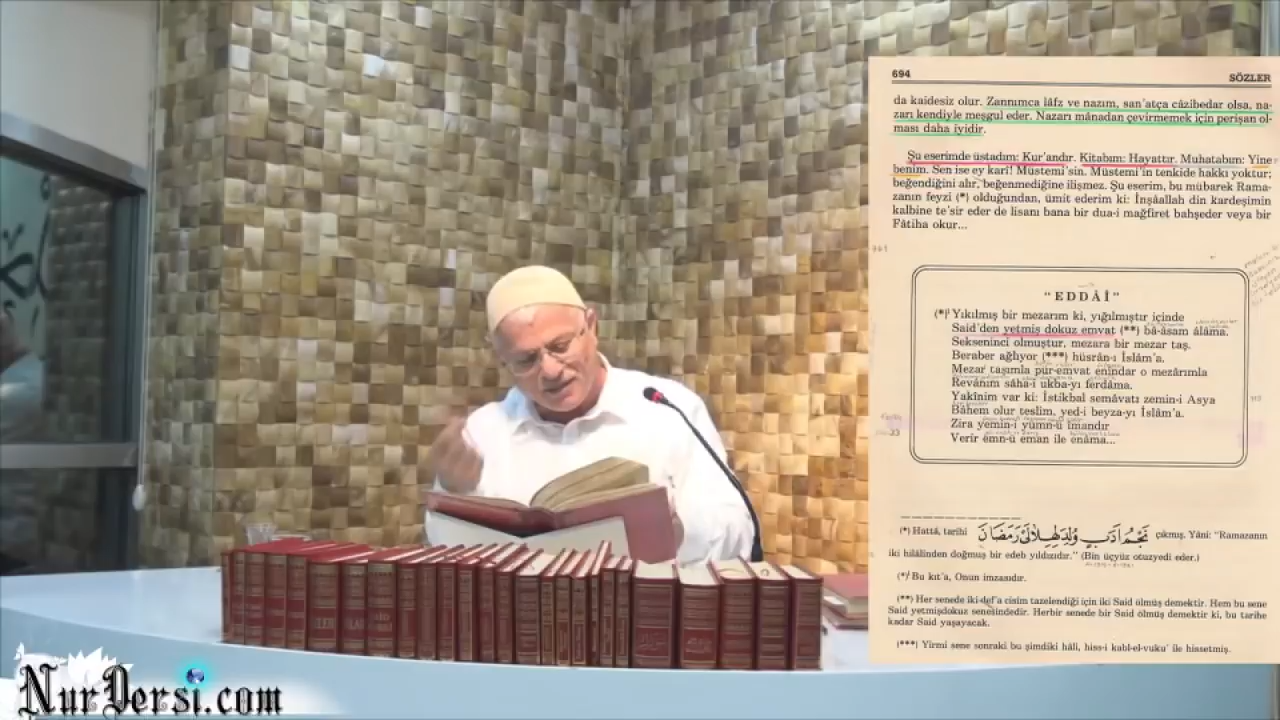 694
SÖZLER
da kaidesiz olur. Zannımca lâfz ve nazım, san'atça câzibedar olsa, na-
zarı kendiyle meşgul eder. Nazarı mânadan çevirmemek için perişan ol-
ması daha iyidir.
Şu eserimde üstadım: Kur'andır. Kitabım: Hayattır. Muhatabım: Yine
benim. Sen ise ey kari! Müstemi'sin. Müstemi'in tenkide hakkı yoktur;
beğendiğini alır, beğenmediğine ilişmez. Şu eserim, bu mübarek Rama-
zanın feyzi (*) olduğundan, ümit ederim ki: İnşâallah din kardeşimin
kalbine te'sir eder de lisanı bana bir dua-i mağfiret bahşeder veya bir
Fâtiha okur...
"EDDÂÎ"
(*) Yıkılmış bir mezarım ki, yığılmıştır içinde
Said'den yetmiş dokuz emvat (**) bâ-âsam âlâma.
Sekseninci olmuştur, mezara bir mezar taş.
Beraber ağlıyor (***) hüsrân-ı İslâm'a.
Mezar taşımla pür-emvat enindar o mezarımla
Revânım sâha-i ukba-yı ferdâma.
Yakînim var ki: İstikbal semâvatı zemin-i Asya
Bâhem olur teslim, yed-i beyza-yı İslâm'a.
Zira yemin-i yümn-ü imandır
Verir emn-ü eman ile enâma...
(*) Hattâ, tarihi نَجْمُ اَدَبٍ وُلِدَ لِهِلَالَىْ رَمَضَانَ çıkmış. Yâni: "Ramazanın
iki hilâlinden doğmuş bir edeb yıldızıdır." (Bin üçyüz otuzyedi eder.)
(*) Bu kıt'a, Onun imzasıdır.
(**) Her senede iki def'a cisim tazelendiği için iki Said ölmüş demektir. Hem bu sene
Said yetmişdokuz senesindedir. Herbir senede bir Said ölmüş demektir ki, bu tarihe
kadar Said yaşayacak.
(***) Yirmi sene sonraki bu şimdiki hâli, hiss-i kabl-el-vuku' ile hissetmiş.
NurDersi.com